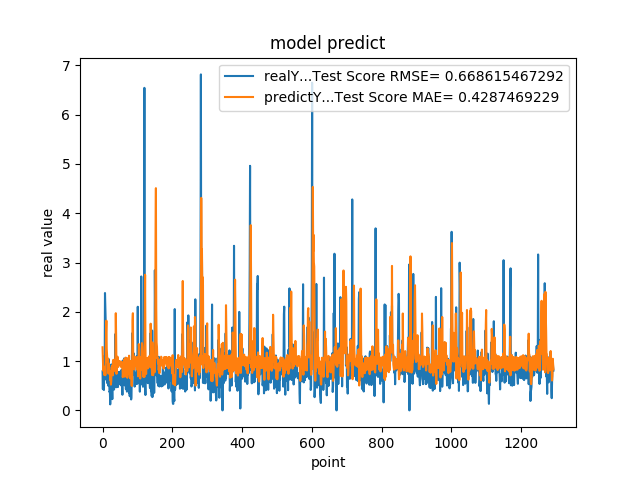 model predict
realY...Test Score RMSE= 0.668615467292
predictY...Test Score MAE= 0.4287469229
7
6
5
4
3
2
1
0
real value
0 200 400 600 800 1000 1200
point